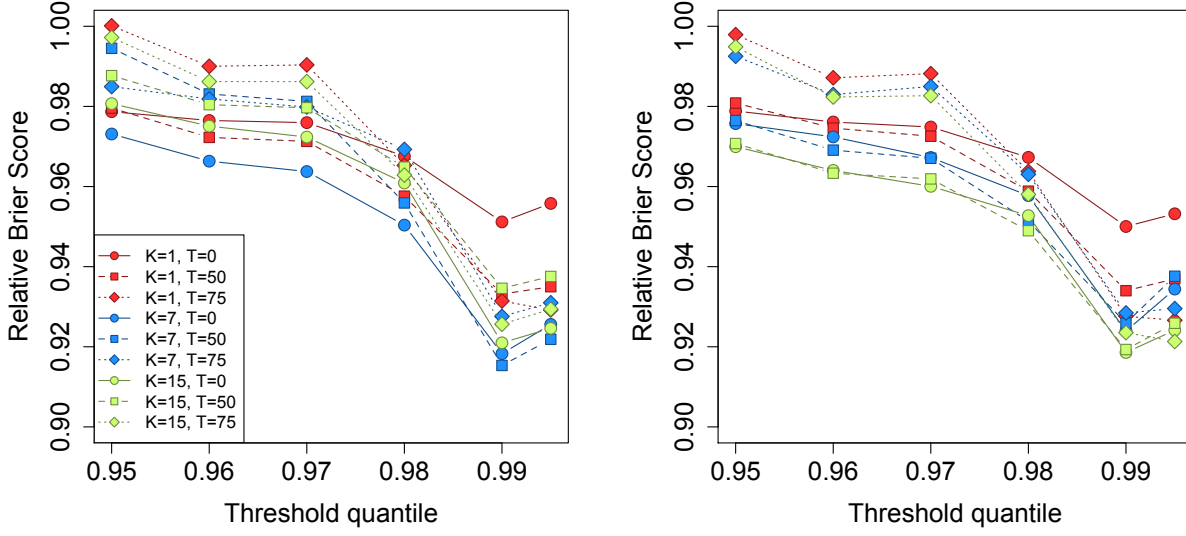 Relative Brier Score
1.00
0.98
0.96
0.94
0.92
0.90
K=1, T=0
K=1, T=50
K=1, T=75
K=7, T=0
K=7, T=50
K=7, T=75
K=15, T=0
K=15, T=50
K=15, T=75
0.95 0.96 0.97 0.98 0.99
Threshold quantile
Relative Brier Score
1.00
0.98
0.96
0.94
0.92
0.90
0.95 0.96 0.97 0.98 0.99
Threshold quantile